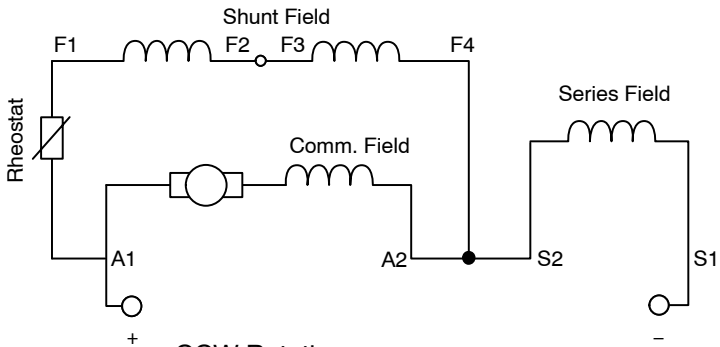 Shunt Field
F1 F2 F3 F4
Series Field
Rheostat
Comm. Field
A1 A2 S2 S1
+ –